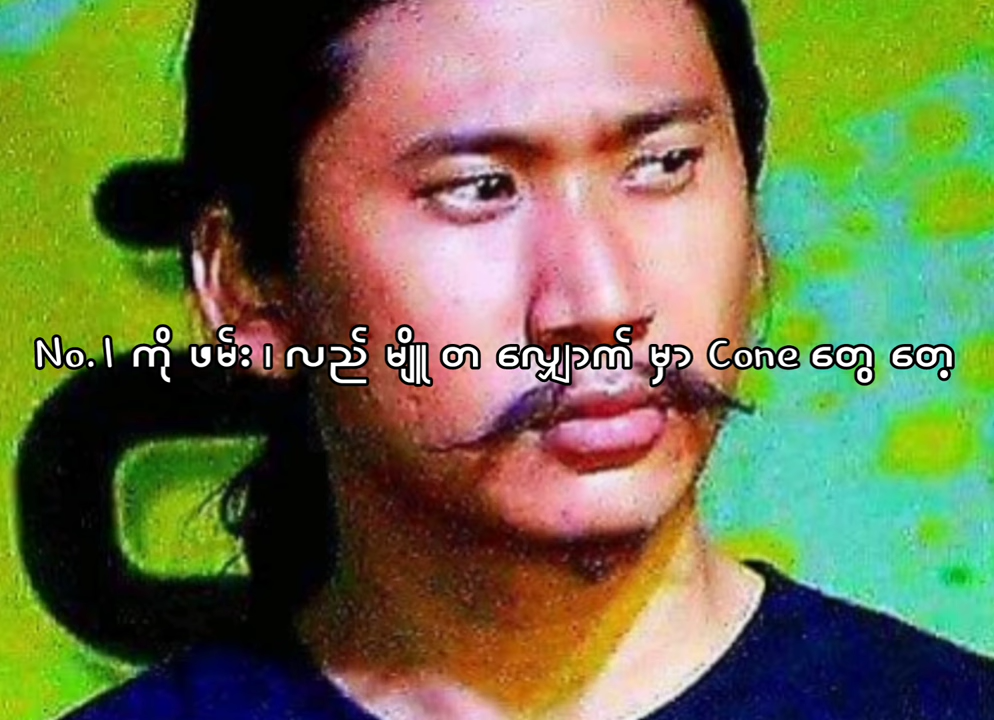 No.1 ကို ဖမ်း ၊ လည် မျိူ တ လျှောက် မှာ Cone တွေ တေ့